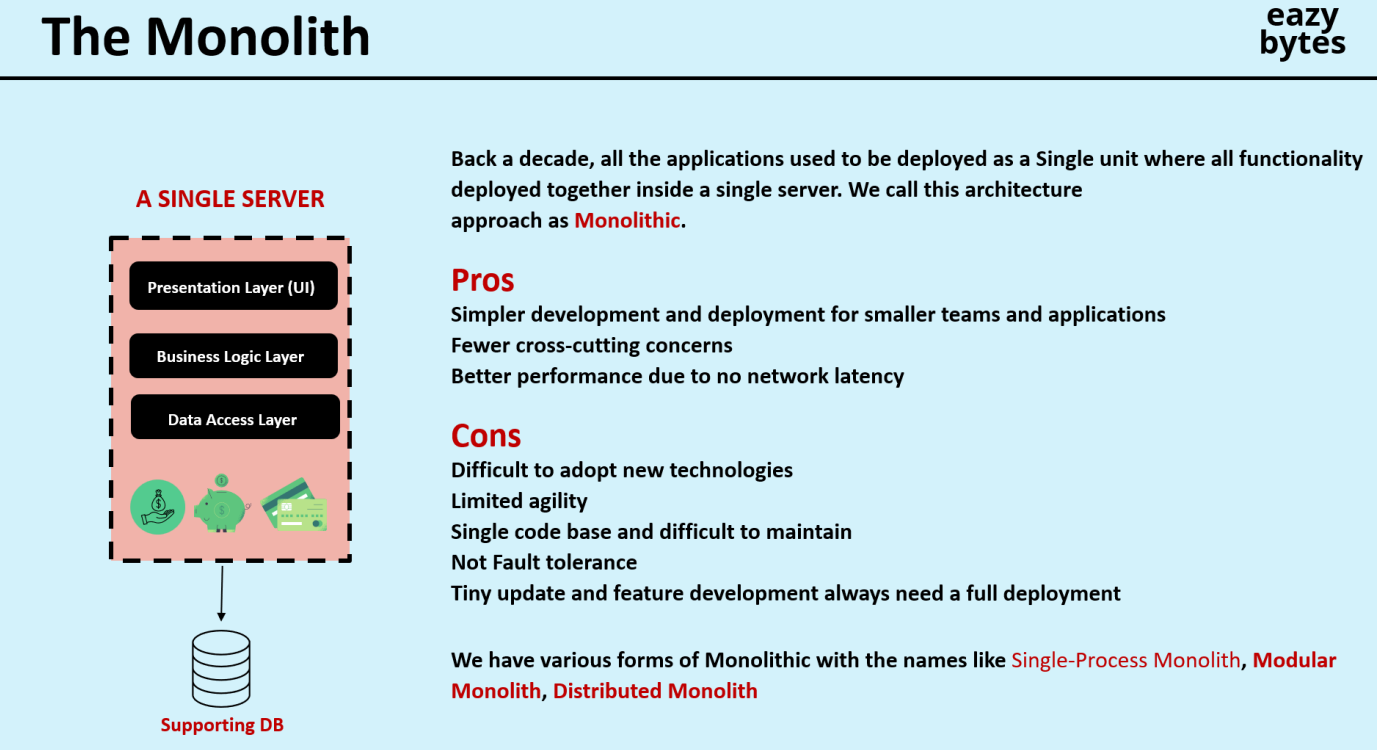 The Monolith
eazy
bytes
A SINGLE SERVER
Presentation Layer (UI)
Business Logic Layer
Data Access Layer
Supporting DB
Back a decade, all the applications used to be deployed as a Single unit where all functionality
deployed together inside a single server. We call this architecture
approach as Monolithic.
Pros
Simpler development and deployment for smaller teams and applications
Fewer cross-cutting concerns
Better performance due to no network latency
Cons
Difficult to adopt new technologies
Limited agility
Single code base and difficult to maintain
Not Fault tolerance
Tiny update and feature development always need a full deployment
We have various forms of Monolithic with the names like Single-Process Monolith, Modular
Monolith, Distributed Monolith